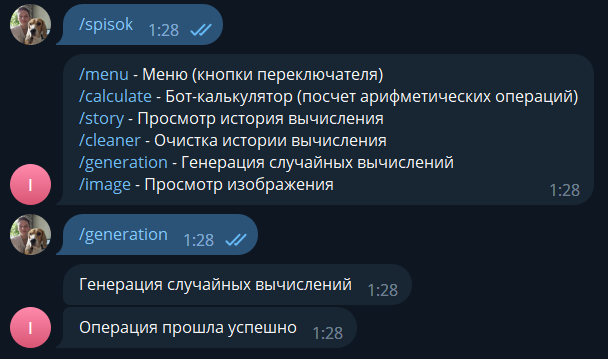 /spisok 1:28
/menu - Меню (кнопки переключателя)
/calculate - Бот-калькулятор (посчет арифметических операций)
/story - Просмотр история вычисления
/cleaner - Очистка истории вычисления
/generation - Генерация случайных вычислений
/image - Просмотр изображения
1:28
I
/generation 1:28
Генерация случайных вычислений 1:28
Операция прошла успешно 1:28
I